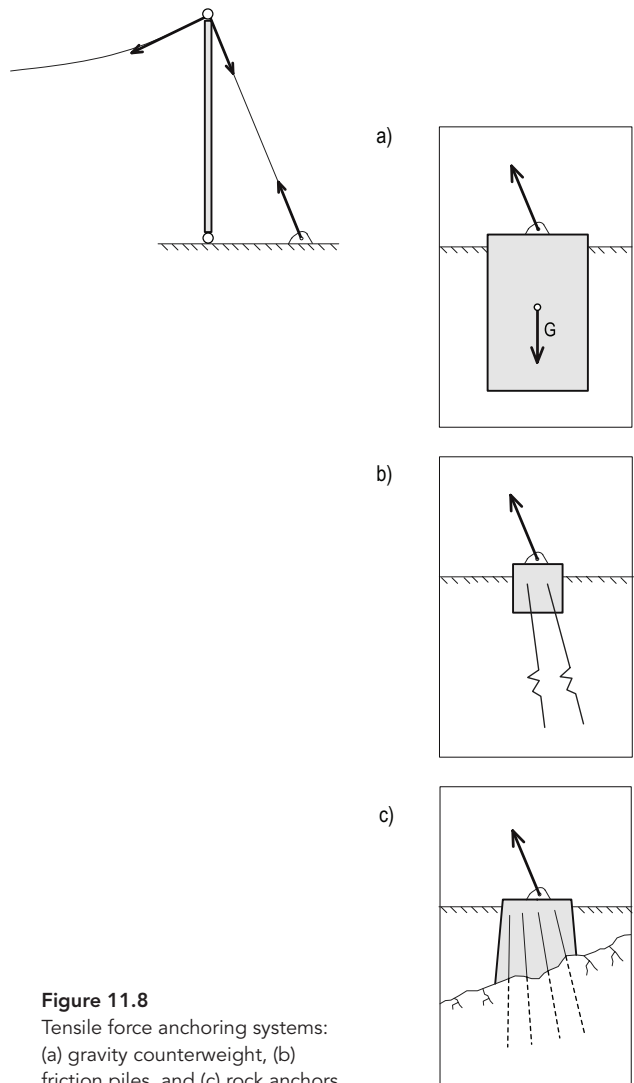 a)
G
b)
c)
Figure 11.8
Tensile force anchoring systems:
(a) gravity counterweight, (b)
friction piles, and (c) rock anchors